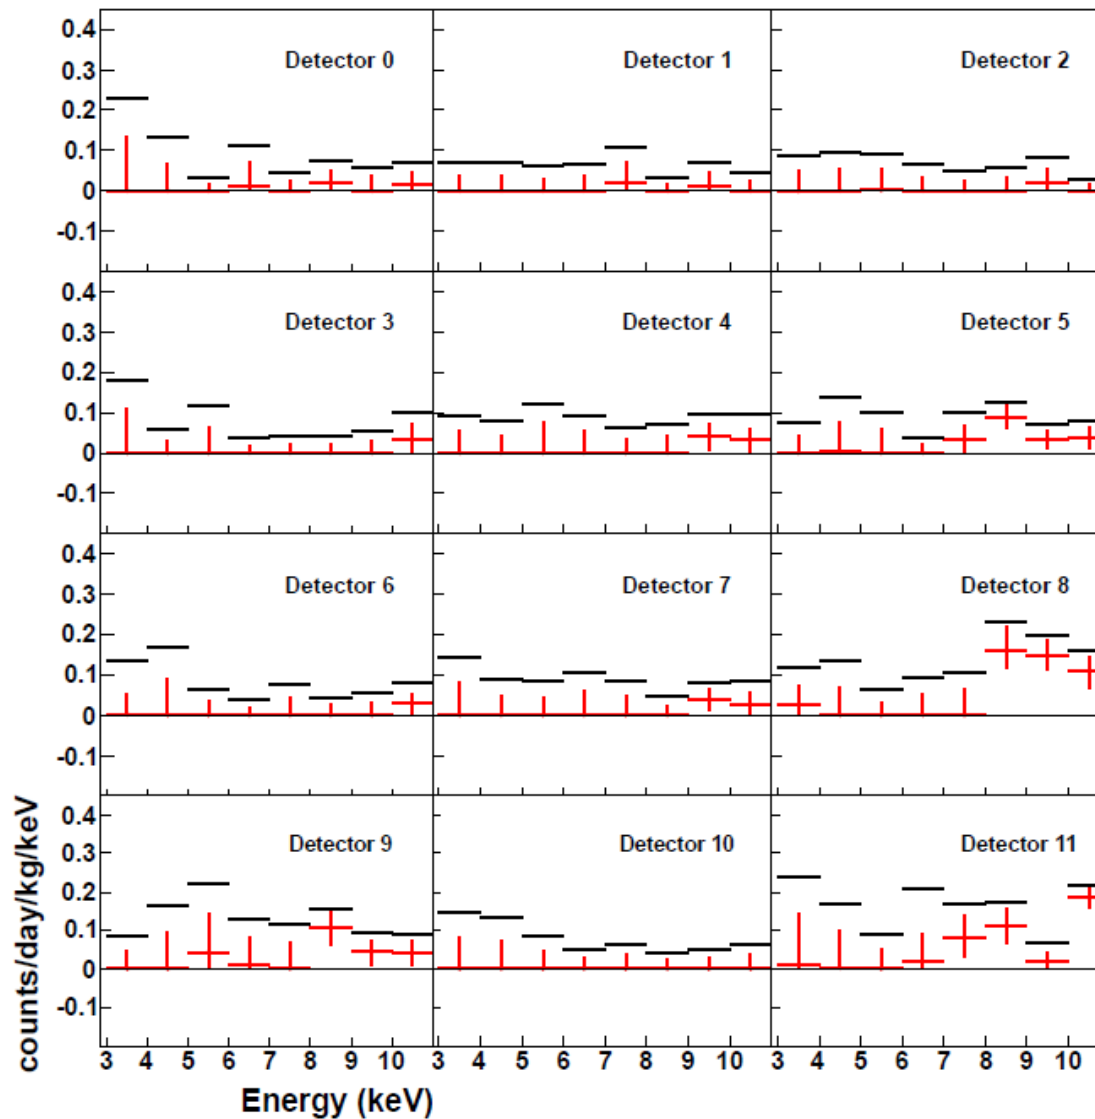 0.4 Detector 0 Detector 1 Detector 2
0.3
0.2
0.1
0
-0.1
0.4 Detector 3 Detector 4 Detector 5
0.3
0.2
0.1
0
-0.1
0.4 Detector 6 Detector 7 Detector 8
0.3
0.2
0.1
0
-0.1
0.4 Detector 9 Detector 10 Detector 11
0.3
0.2
0.1
0
-0.1
counts/day/kg/keV
3 4 5 6 7 8 9 10 3 4 5 6 7 8 9 10 3 4 5 6 7 8 9 10
Energy (keV)